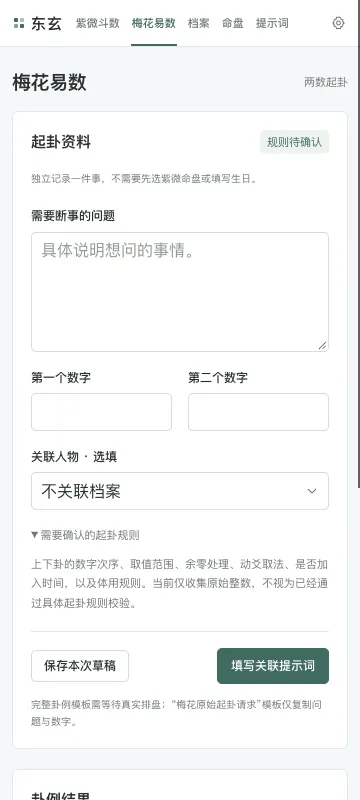 东玄 紫微斗数 梅花易数 档案 命盘 提示词
梅花易数 两数起卦
起卦资料 规则待确认
独立记录一件事，不需要先选紫微命盘或填写生日。
需要断事的问题
具体说明想问的事情。
第一个数字 第二个数字
关联人物 · 选填
不关联档案
▼需要确认的起卦规则
上下卦的数字次序、取值范围、余零处理、动爻取法、是否加
入时间，以及体用规则。当前仅收集原始整数，不视为已经通
过具体起卦规则校验。
保存本次草稿 填写关联提示词
完整卦例模板需等待真实排盘；“梅花原始起卦请求”模板仅复制问
题与数字。
卦例结果